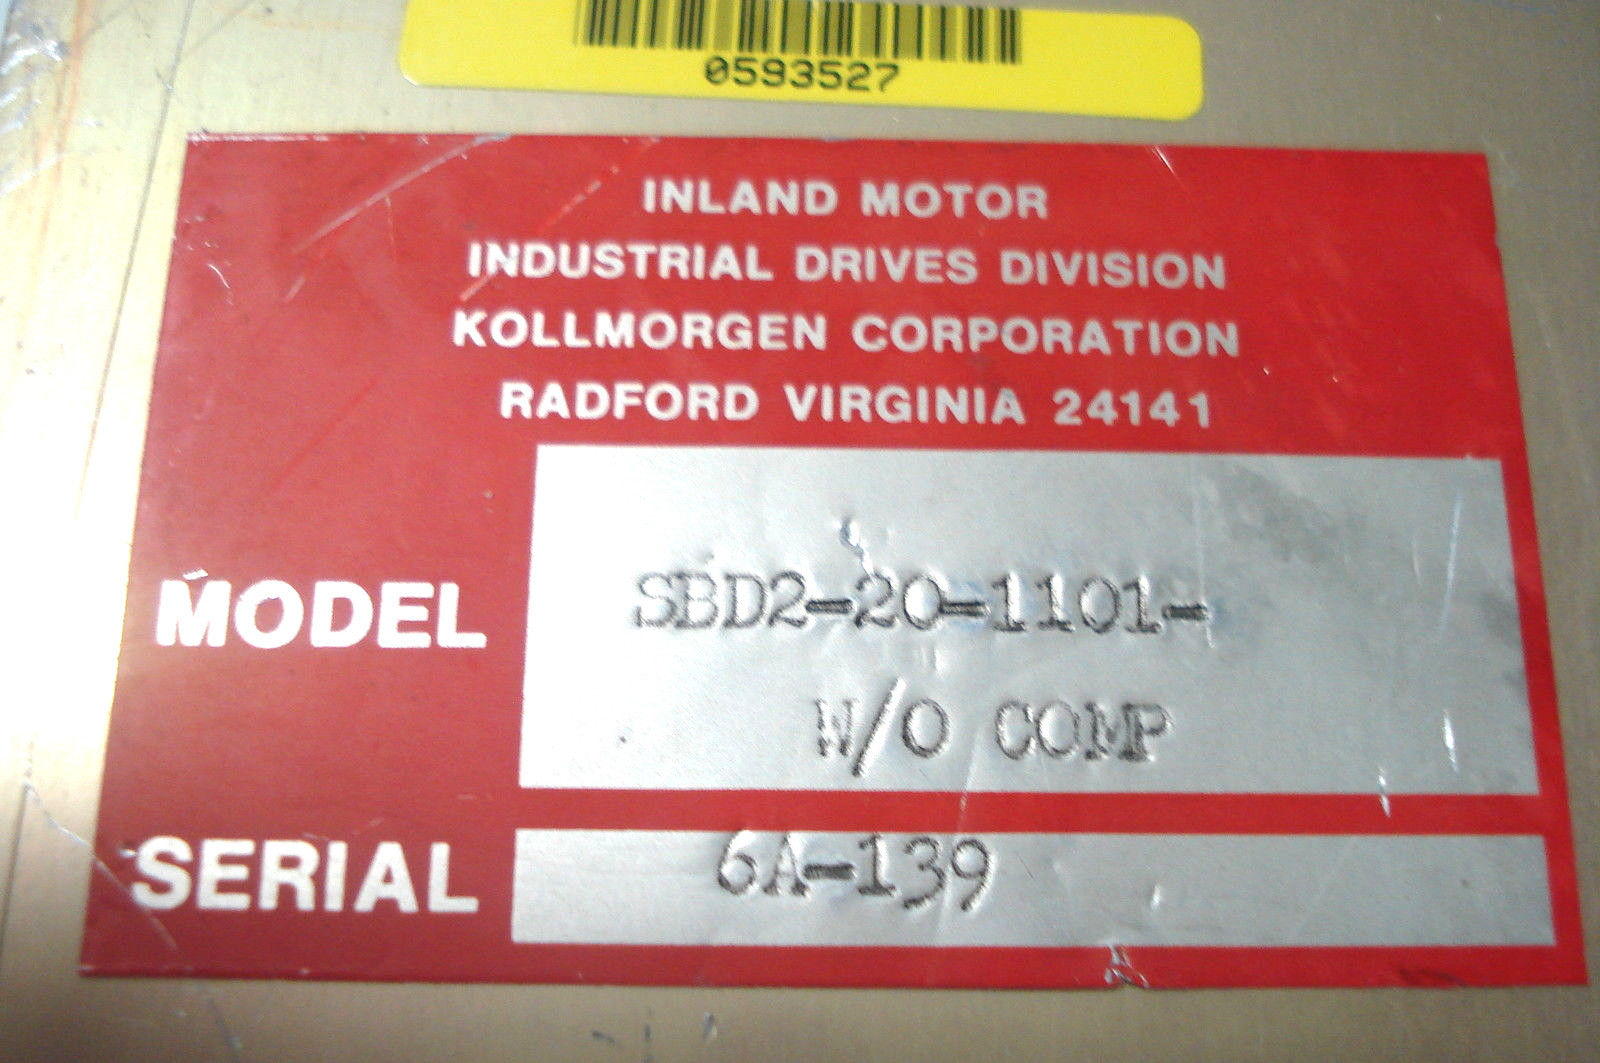 0593527
INLAND MOTOR
INDUSTRIAL DRIVES DIVISION
KOLLMORGEN CORPORATION
RADFORD VIRGINIA 24141
MODEL SBD2-20-1101-
W/O COMP
SERIAL 6A-139